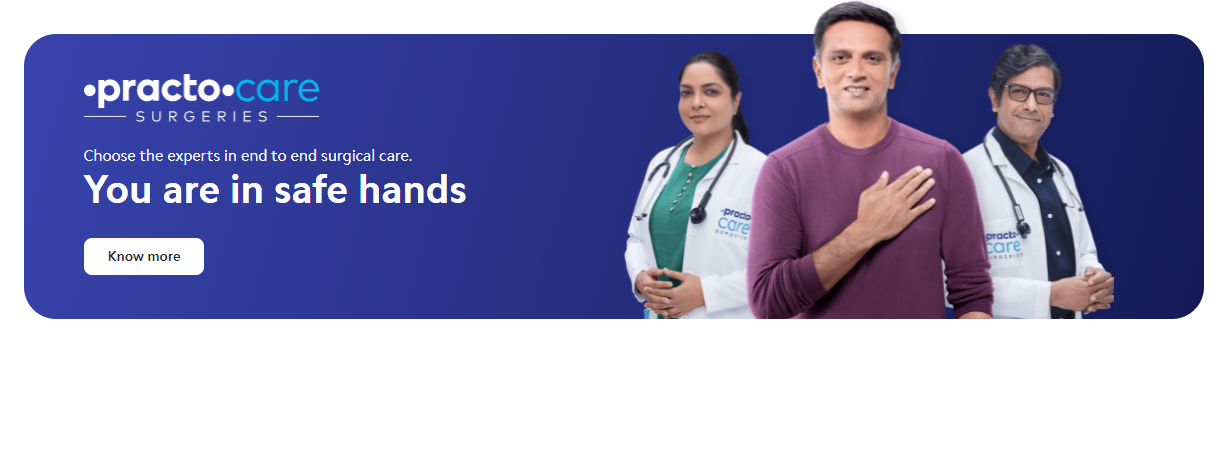 •practo•care
SURGERIES
Choose the experts in end to end surgical care.
You are in safe hands
Know more
•practo
care
SURGERIES
practo•
care
SURGERIES